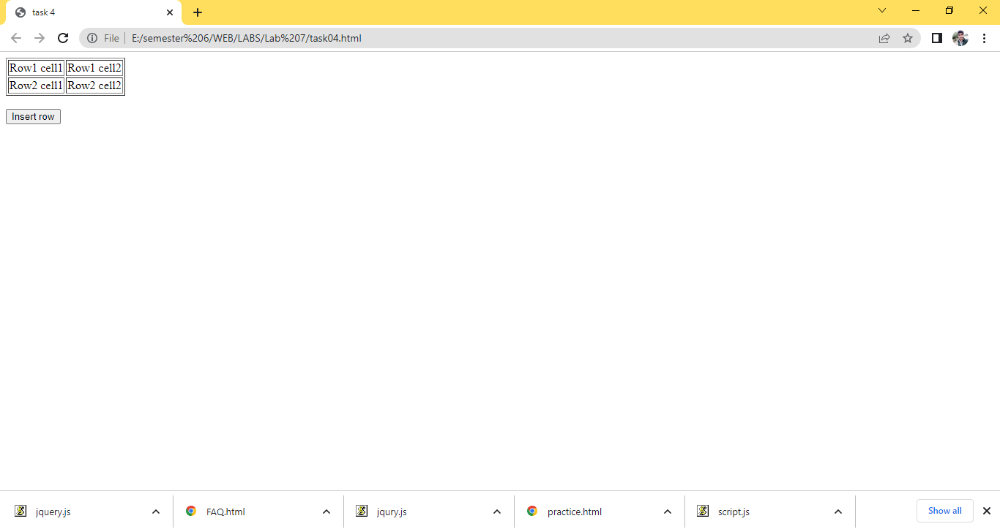 task 4
File E:/semester%206/WEB/LABS/Lab%207/task04.html
Row1 cell1 Row1 cell2
Row2 cell1 Row2 cell2
Insert row
jquery.js FAQ.html jqury.js practice.html script.js Show all